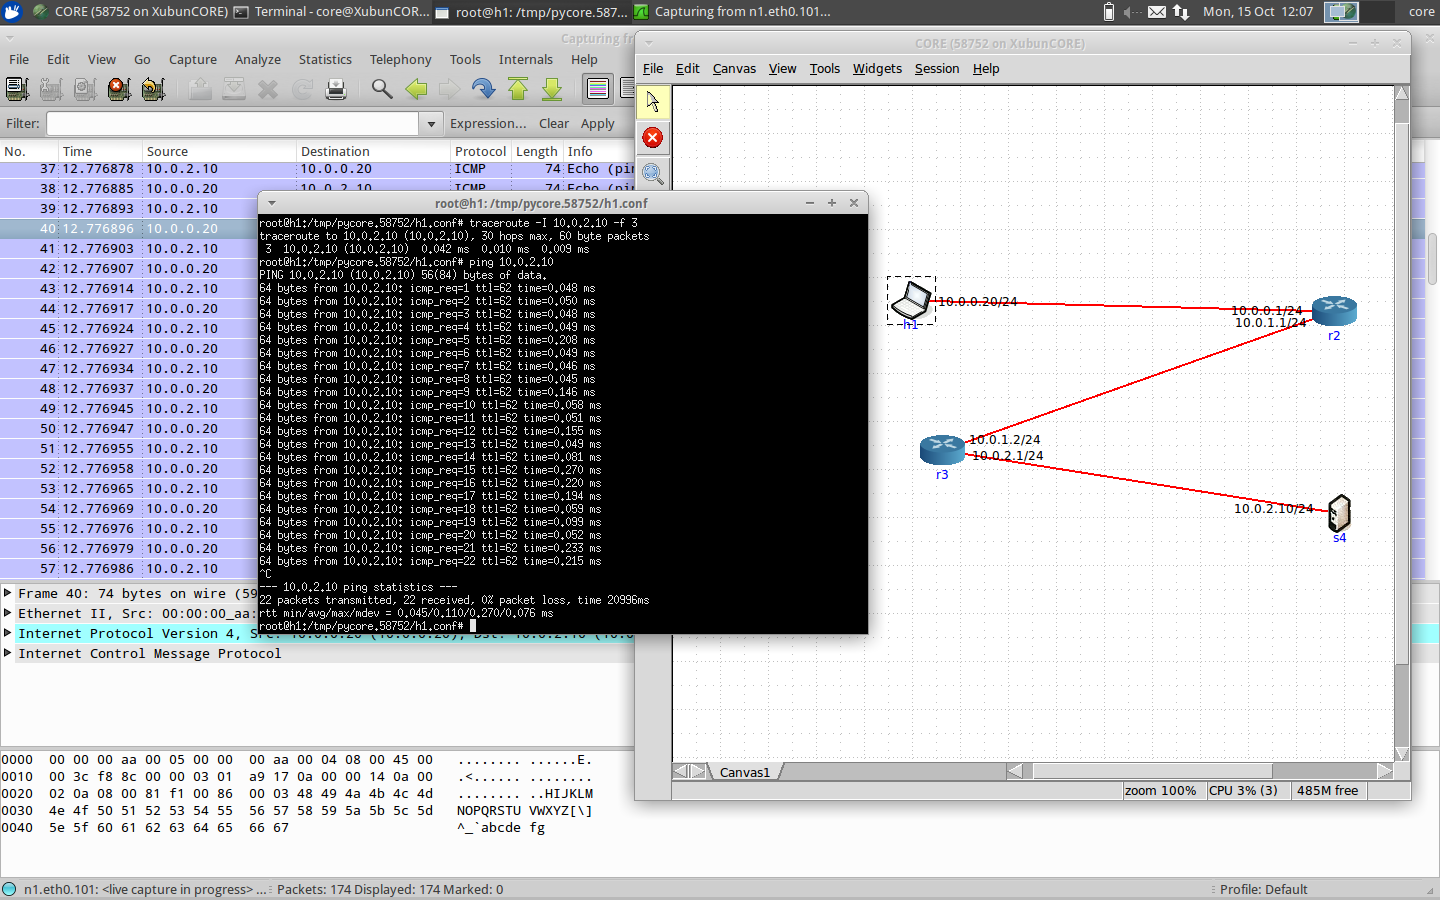 CORE (58752 on XubunCORE) Terminal - core@XubunCOR... root@h1: /tmp/pycore.587... Capturing from n1.eth0.101... Mon, 15 Oct 12:07 core
Capturing fr
File Edit View Go Capture Analyze Statistics Telephony Tools Internals Help
Filter: Expression... Clear Apply
No. Time Source Destination Protocol Length Info
37 12.776878 10.0.2.10 10.0.0.20 ICMP 74 Echo (pi
38 12.776885 10.0.0.20 10.0.2.10 ICMP 74 Echo (pi
39 12.776893 10.0.2.10
40 12.776896 10.0.0.20
41 12.776903 10.0.2.10
42 12.776907 10.0.0.20
43 12.776914 10.0.2.10
44 12.776917 10.0.0.20
45 12.776924 10.0.2.10
46 12.776927 10.0.0.20
47 12.776934 10.0.2.10
48 12.776937 10.0.0.20
49 12.776945 10.0.2.10
50 12.776947 10.0.0.20
51 12.776955 10.0.2.10
52 12.776958 10.0.0.20
53 12.776965 10.0.2.10
54 12.776969 10.0.0.20
55 12.776976 10.0.2.10
56 12.776979 10.0.0.20
57 12.776986 10.0.2.10
Frame 40: 74 bytes on wire (59
Ethernet II, Src: 00:00:00_aa:
Internet Protocol Version 4, Src: 10.0.0.20 (10.0.0.20), Dst: 10.0.2.10 (10.0
Internet Control Message Protocol
0000 00 00 00 aa 00 05 00 00 00 aa 00 04 08 00 45 00 ........ ......E.
0010 00 3c f8 8c 00 00 03 01 a9 17 0a 00 00 14 0a 00 .<...... ........
0020 02 0a 08 00 81 f1 00 86 00 03 48 49 4a 4b 4c 4d ........ ..HIJKLM
0030 4e 4f 50 51 52 53 54 55 56 57 58 59 5a 5b 5c 5d NOPQRSTU VWXYZ[\]
0040 5e 5f 60 61 62 63 64 65 66 67 ^_`abcde fg
n1.eth0.101: <live capture in progress> ... Packets: 174 Displayed: 174 Marked: 0 Profile: Default
root@h1: /tmp/pycore.58752/h1.conf
root@h1:/tmp/pycore.58752/h1.conf# traceroute -I 10.0.2.10 -f 3
traceroute to 10.0.2.10 (10.0.2.10), 30 hops max, 60 byte packets
3 10.0.2.10 (10.0.2.10) 0.042 ms 0.010 ms 0.009 ms
root@h1:/tmp/pycore.58752/h1.conf# ping 10.0.2.10
PING 10.0.2.10 (10.0.2.10) 56(84) bytes of data.
64 bytes from 10.0.2.10: icmp_req=1 ttl=62 time=0.048 ms
64 bytes from 10.0.2.10: icmp_req=2 ttl=62 time=0.050 ms
64 bytes from 10.0.2.10: icmp_req=3 ttl=62 time=0.048 ms
64 bytes from 10.0.2.10: icmp_req=4 ttl=62 time=0.049 ms
64 bytes from 10.0.2.10: icmp_req=5 ttl=62 time=0.208 ms
64 bytes from 10.0.2.10: icmp_req=6 ttl=62 time=0.049 ms
64 bytes from 10.0.2.10: icmp_req=7 ttl=62 time=0.046 ms
64 bytes from 10.0.2.10: icmp_req=8 ttl=62 time=0.045 ms
64 bytes from 10.0.2.10: icmp_req=9 ttl=62 time=0.146 ms
64 bytes from 10.0.2.10: icmp_req=10 ttl=62 time=0.058 ms
64 bytes from 10.0.2.10: icmp_req=11 ttl=62 time=0.051 ms
64 bytes from 10.0.2.10: icmp_req=12 ttl=62 time=0.155 ms
64 bytes from 10.0.2.10: icmp_req=13 ttl=62 time=0.049 ms
64 bytes from 10.0.2.10: icmp_req=14 ttl=62 time=0.081 ms
64 bytes from 10.0.2.10: icmp_req=15 ttl=62 time=0.270 ms
64 bytes from 10.0.2.10: icmp_req=16 ttl=62 time=0.220 ms
64 bytes from 10.0.2.10: icmp_req=17 ttl=62 time=0.194 ms
64 bytes from 10.0.2.10: icmp_req=18 ttl=62 time=0.059 ms
64 bytes from 10.0.2.10: icmp_req=19 ttl=62 time=0.099 ms
64 bytes from 10.0.2.10: icmp_req=20 ttl=62 time=0.052 ms
64 bytes from 10.0.2.10: icmp_req=21 ttl=62 time=0.233 ms
64 bytes from 10.0.2.10: icmp_req=22 ttl=62 time=0.215 ms
^C
--- 10.0.2.10 ping statistics ---
22 packets transmitted, 22 received, 0% packet loss, time 20996ms
rtt min/avg/max/mdev = 0.045/0.110/0.270/0.076 ms
root@h1:/tmp/pycore.58752/h1.conf#
CORE (58752 on XubunCORE)
File Edit Canvas View Tools Widgets Session Help
10.0.0.20/24
h1
10.0.0.1/24
10.0.1.1/24
r2
10.0.1.2/24
10.0.2.1/24
r3
10.0.2.10/24
s4
Canvas1
zoom 100% CPU 3% (3) 485M free